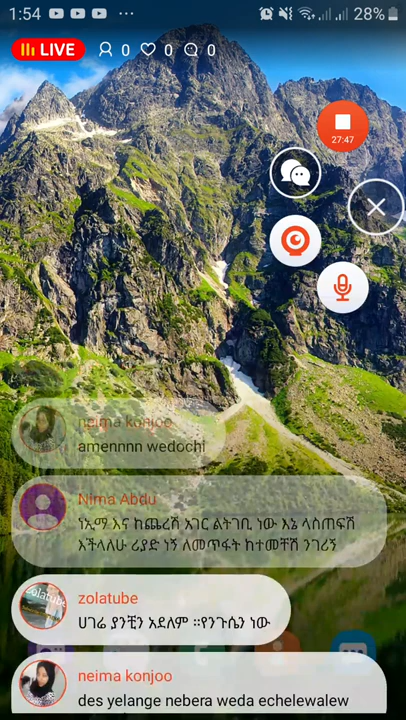 1:54
28%
LIVE 0 0 0
27:47
neima konjoo
amennnn wedochi
Nima Abdu
ነኢማ እና ከጨረሽ አገር ልትገቢ ነው እኔ ላስጠፍሽ
እችላለሁ ሪያድ ነኝ ለመጥፋት ከተመቸሽ ንገሪኝ
zolatube
zolatube
ሀገሬ ያንቺን አደለም ።የንጉሴን ነው
neima konjoo
des yelange nebera weda echelewalew